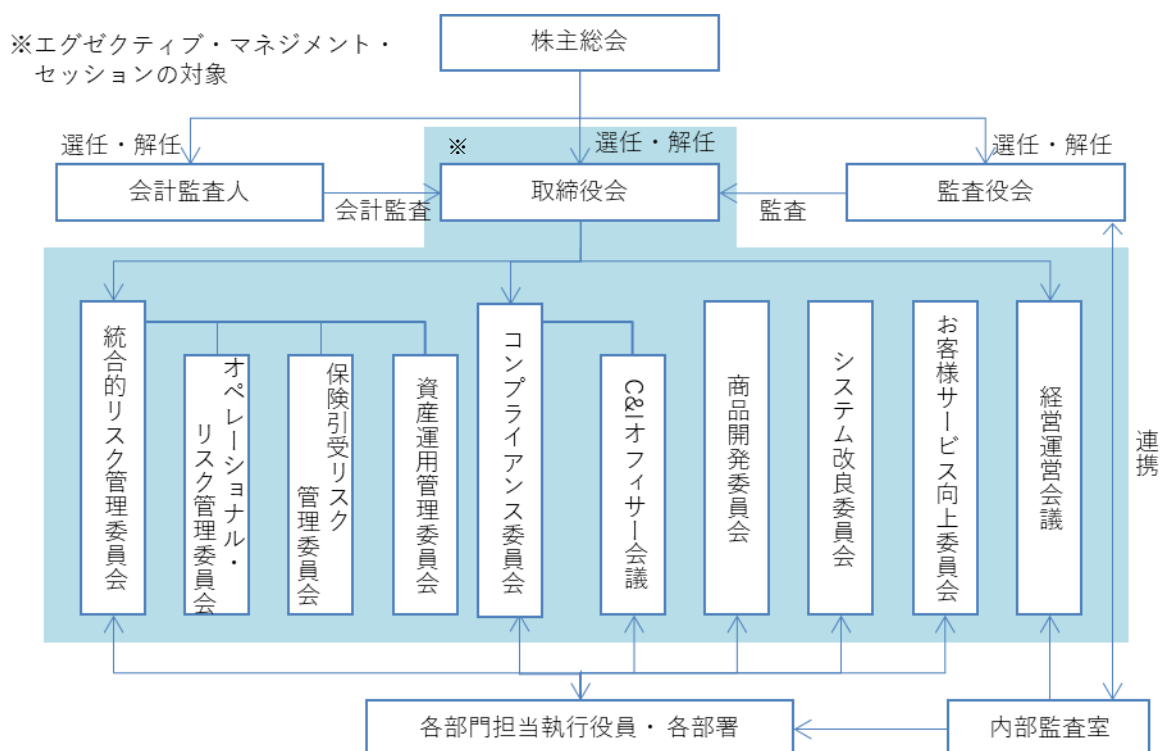 ※エグゼクティブ・マネジメント・
セッションの対象
株主総会
選任・解任
※
選任・解任
選任・解任
会計監査人
会計監査
取締役会
監査
監査役会
統合的リスク管理委員会
オペレーショナル・
リスク管理委員会
保険引受リスク
管理委員会
資産運用管理委員会
コンプライアンス委員会
C&Iオフィサー会議
商品開発委員会
システム改良委員会
お客様サービス向上委員会
経営運営会議
連携
各部門担当執行役員・各部署
内部監査室